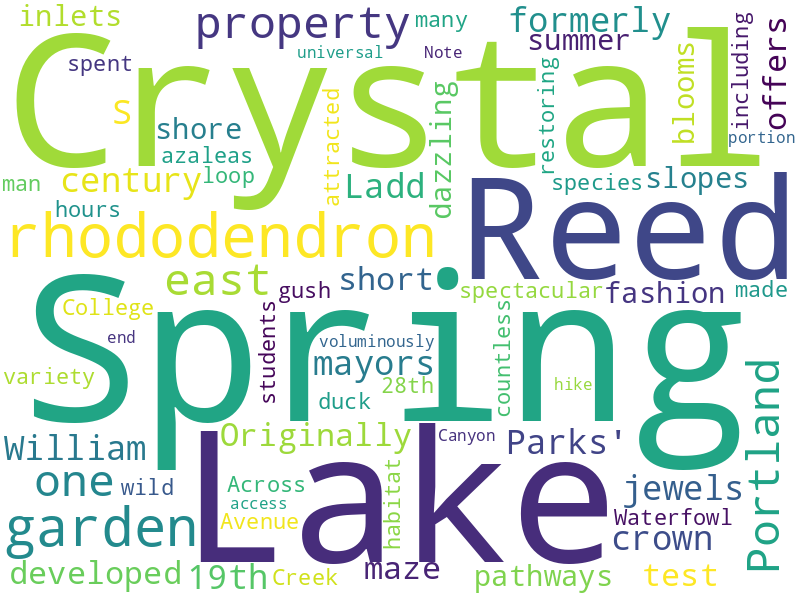 inlets
property
many
formerly
Crystal
universal
Note
summer
including
offers
spent
S
shore
dazzling
restoring
blooms
portion
azaleas
attracted
man
century
loop
Ladd
species
slopes
hours
rhododendron
Reed
east
short
gush
spectacular
fashion
made
College
Spring
end
students
voluminously
mayors
countless
variety
28th
hike
duck
Portland
William
Originally
Canyon
Parks'
one
wild
Lake
Across
habitat
jewels
access
garden
Avenue
Waterfowl
crown
developed
19th
Creek
maze
pathways
test